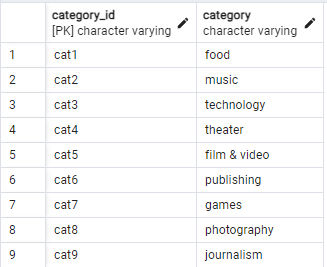 category_id category
[PK] character varying character varying
1 cat1 food
2 cat2 music
3 cat3 technology
4 cat4 theater
5 cat5 film & video
6 cat6 publishing
7 cat7 games
8 cat8 photography
9 cat9 journalism